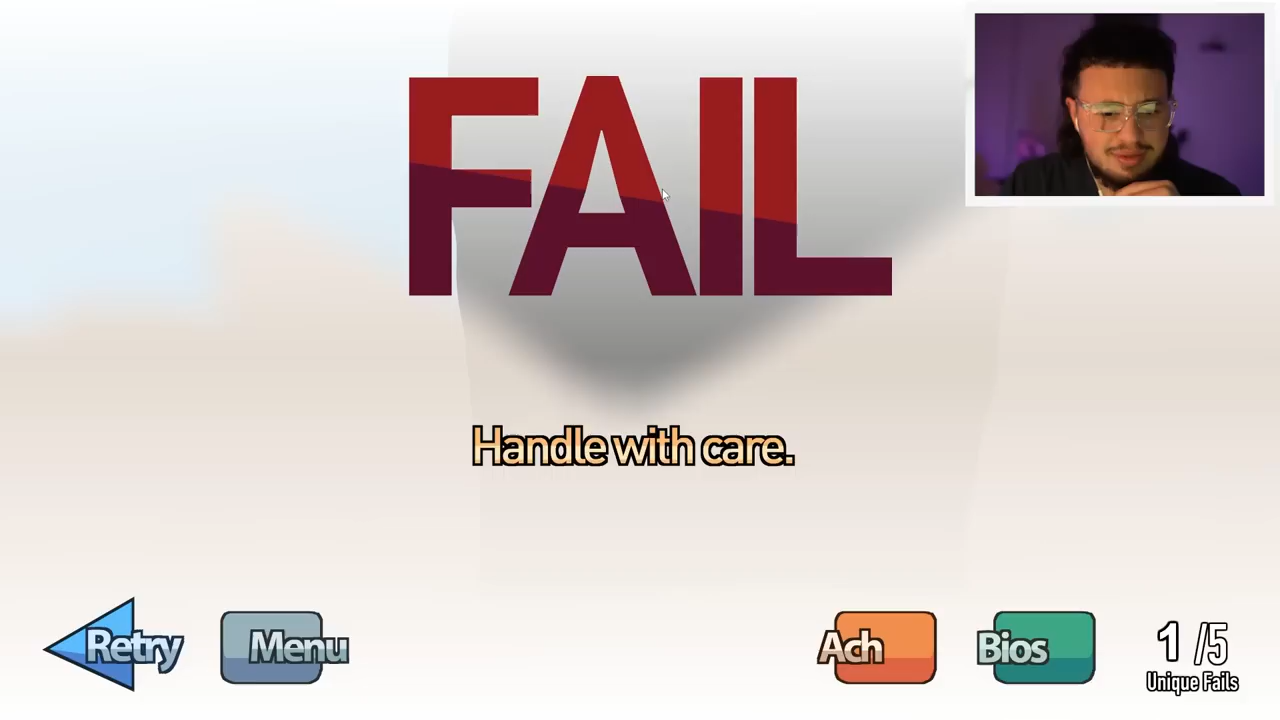 FAIL
Handle with care.
Retry
Menu
Ach
Bios
1/5
Unique Fails